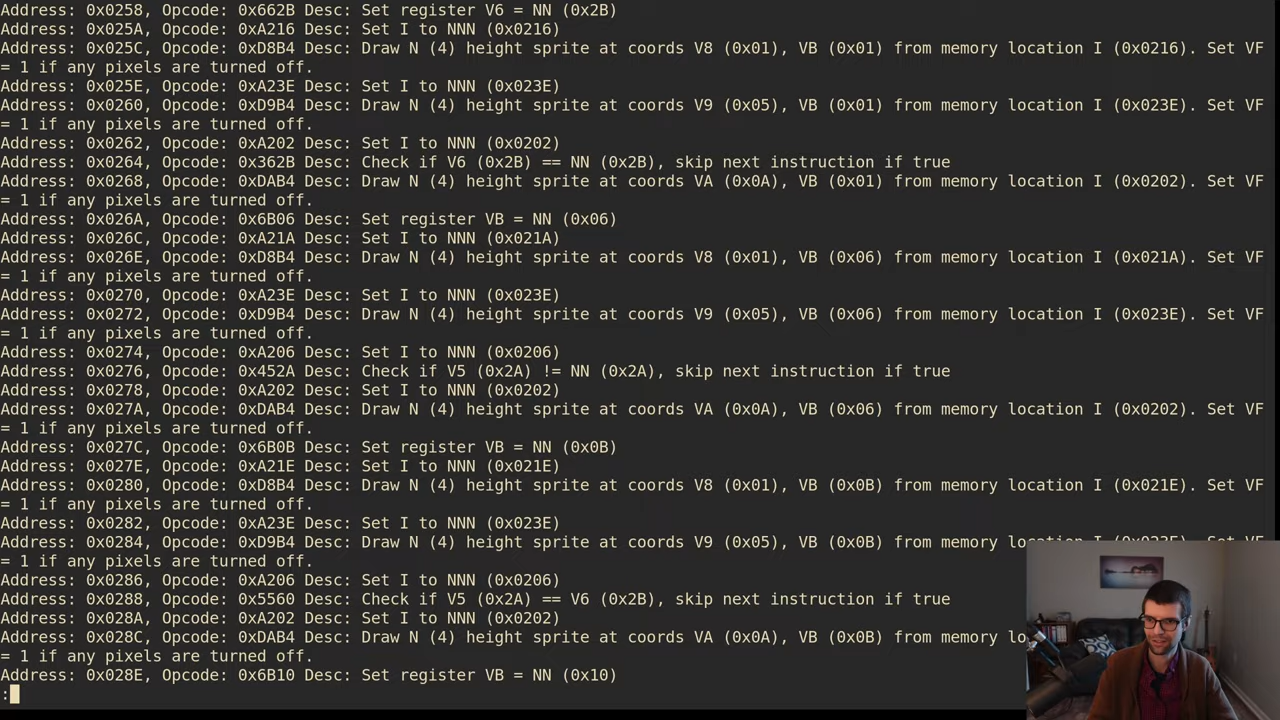 Address: 0x0258, Opcode: 0x662B Desc: Set register V6 = NN (0x2B)
Address: 0x025A, Opcode: 0xA216 Desc: Set I to NNN (0x0216)
Address: 0x025C, Opcode: 0xD8B4 Desc: Draw N (4) height sprite at coords V8 (0x01), VB (0x01) from memory location I (0x0216). Set VF
= 1 if any pixels are turned off.
Address: 0x025E, Opcode: 0xA23E Desc: Set I to NNN (0x023E)
Address: 0x0260, Opcode: 0xD9B4 Desc: Draw N (4) height sprite at coords V9 (0x05), VB (0x01) from memory location I (0x023E). Set VF
= 1 if any pixels are turned off.
Address: 0x0262, Opcode: 0xA202 Desc: Set I to NNN (0x0202)
Address: 0x0264, Opcode: 0x362B Desc: Check if V6 (0x2B) == NN (0x2B), skip next instruction if true
Address: 0x0268, Opcode: 0xDAB4 Desc: Draw N (4) height sprite at coords VA (0x0A), VB (0x01) from memory location I (0x0202). Set VF
= 1 if any pixels are turned off.
Address: 0x026A, Opcode: 0x6B06 Desc: Set register VB = NN (0x06)
Address: 0x026C, Opcode: 0xA21A Desc: Set I to NNN (0x021A)
Address: 0x026E, Opcode: 0xD8B4 Desc: Draw N (4) height sprite at coords V8 (0x01), VB (0x06) from memory location I (0x021A). Set VF
= 1 if any pixels are turned off.
Address: 0x0270, Opcode: 0xA23E Desc: Set I to NNN (0x023E)
Address: 0x0272, Opcode: 0xD9B4 Desc: Draw N (4) height sprite at coords V9 (0x05), VB (0x06) from memory location I (0x023E). Set VF
= 1 if any pixels are turned off.
Address: 0x0274, Opcode: 0xA206 Desc: Set I to NNN (0x0206)
Address: 0x0276, Opcode: 0x452A Desc: Check if V5 (0x2A) != NN (0x2A), skip next instruction if true
Address: 0x0278, Opcode: 0xA202 Desc: Set I to NNN (0x0202)
Address: 0x027A, Opcode: 0xDAB4 Desc: Draw N (4) height sprite at coords VA (0x0A), VB (0x06) from memory location I (0x0202). Set VF
= 1 if any pixels are turned off.
Address: 0x027C, Opcode: 0x6B0B Desc: Set register VB = NN (0x0B)
Address: 0x027E, Opcode: 0xA21E Desc: Set I to NNN (0x021E)
Address: 0x0280, Opcode: 0xD8B4 Desc: Draw N (4) height sprite at coords V8 (0x01), VB (0x0B) from memory location I (0x021E). Set VF
= 1 if any pixels are turned off.
Address: 0x0282, Opcode: 0xA23E Desc: Set I to NNN (0x023E)
Address: 0x0284, Opcode: 0xD9B4 Desc: Draw N (4) height sprite at coords V9 (0x05), VB (0x0B) from memory location I (0x023E). Set VF
= 1 if any pixels are turned off.
Address: 0x0286, Opcode: 0xA206 Desc: Set I to NNN (0x0206)
Address: 0x0288, Opcode: 0x5560 Desc: Check if V5 (0x2A) == V6 (0x2B), skip next instruction if true
Address: 0x028A, Opcode: 0xA202 Desc: Set I to NNN (0x0202)
Address: 0x028C, Opcode: 0xDAB4 Desc: Draw N (4) height sprite at coords VA (0x0A), VB (0x0B) from memory
= 1 if any pixels are turned off.
Address: 0x028E, Opcode: 0x6B10 Desc: Set register VB = NN (0x10)
: